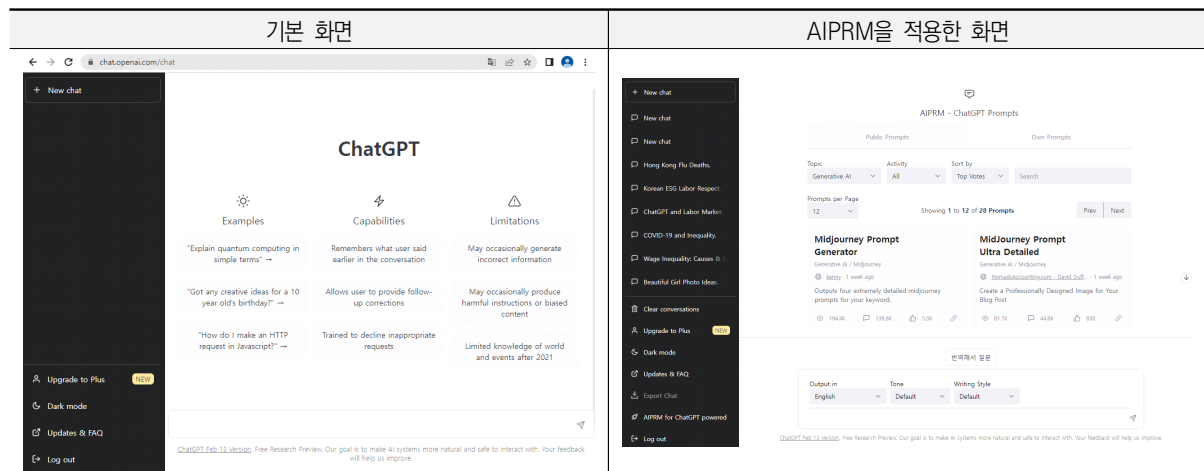 기본 화면
AIPRM을 적용한 화면
chat.openai.com/chat
+ New chat
ChatGPT
Examples
Capabilities
Limitations
"Explain quantum computing in
simple terms" →
Remembers what user said
earlier in the conversation
May occasionally generate
incorrect information
"Got any creative ideas for a 10
year old's birthday?" →
Allows user to provide follow-
up corrections
May occasionally produce
harmful instructions or biased
content
"How do I make an HTTP
request in Javascript?" →
Trained to decline inappropriate
requests
Limited knowledge of world
and events after 2021
Upgrade to Plus NEW
Dark mode
Updates & FAQ
Log out
ChatGPT Feb 13 Version. Free Research Preview. Our goal is to make AI systems more natural and safe to interact with. Your feedback
will help us improve.
+ New chat
New chat
New chat
Hong Kong Flu Deaths.
Korean ESG Labor Respect.
ChatGPT and Labor Market.
COVID-19 and Inequality.
Wage Inequality: Causes & S
Beautiful Girl Photo Ideas.
Clear conversations
Upgrade to Plus NEW
Dark mode
Updates & FAQ
Export Chat
AIPRM for ChatGPT powered
Log out
AIPRM - ChatGPT Prompts
Public Prompts
Own Prompts
Topic
Activity
Sort by
Generative AI
All
Top Votes
Search
Prompts per Page
12
Showing 1 to 12 of 28 Prompts
Prev
Next
Midjourney Prompt
Generator
Generative AI / Midjourney
kenny · 1 week ago
Outputs four extremely detailed midjourney
prompts for your keyword.
194.4K 139.8K 5.0K
MidJourney Prompt
Ultra Detailed
Generative AI / Midjourney
NomadsAccounting.com - David Ouff... · 1 week ago
Create a Professionally Designed Image for Your
Blog Post
61.7K 44.8K 630
번역해서 질문
Output in
Tone
Writing Style
English
Default
Default
ChatGPT Feb 13 Version. Free Research Preview. Our goal is to make AI systems more natural and safe to interact with. Your feedback will help us improve.